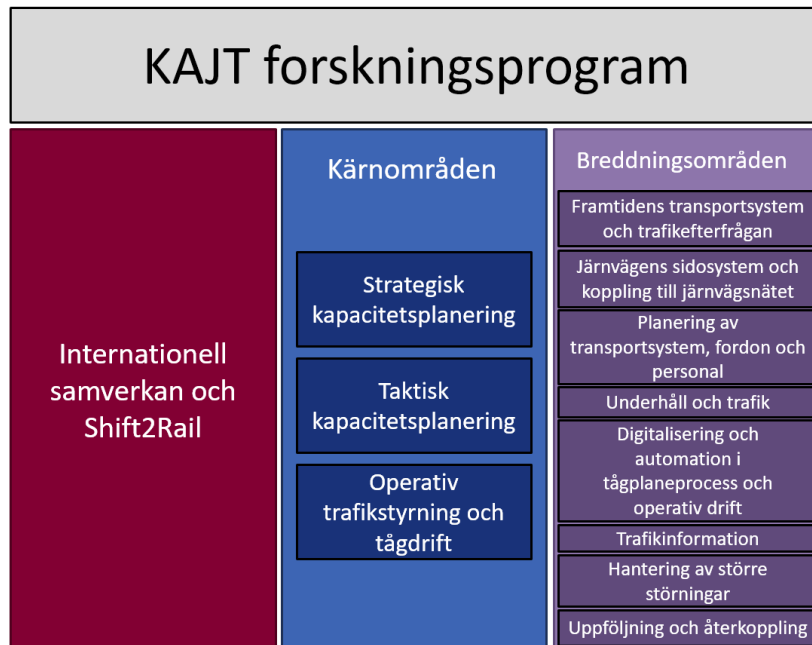 KAJT forskningsprogram
Internationell
samverkan och
Shift2Rail
Kärnområden
Strategisk
kapacitetsplanering
Taktisk
kapacitetsplanering
Operativ
trafikstyrning och
tågdrift
Breddningsområden
Framtidens transportsystem
och trafikefterfrågan
Järnvägens sidosystem och
koppling till järnvägsnätet
Planering av
transportsystem, fordon och
personal
Underhåll och trafik
Digitalisering och
automation i
tågplaneprocess och
operativ drift
Trafikinformation
Hantering av större
störningar
Uppföljning och återkoppling